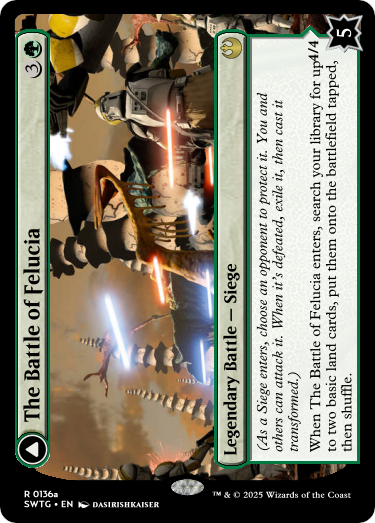 The Battle of Felucia
3
Legendary Battle – Siege
(As a Siege enters, choose an opponent to protect it. You and
others can attack it. When it's defeated, exile it, then cast it
transformed.)
When The Battle of Felucia enters, search your library for up
to two basic land cards, put them onto the battlefield tapped,
then shuffle.
4/4
5
R 0136a
SWTG • EN DASIRISHKAISER
™ & © 2025 Wizards of the Coast